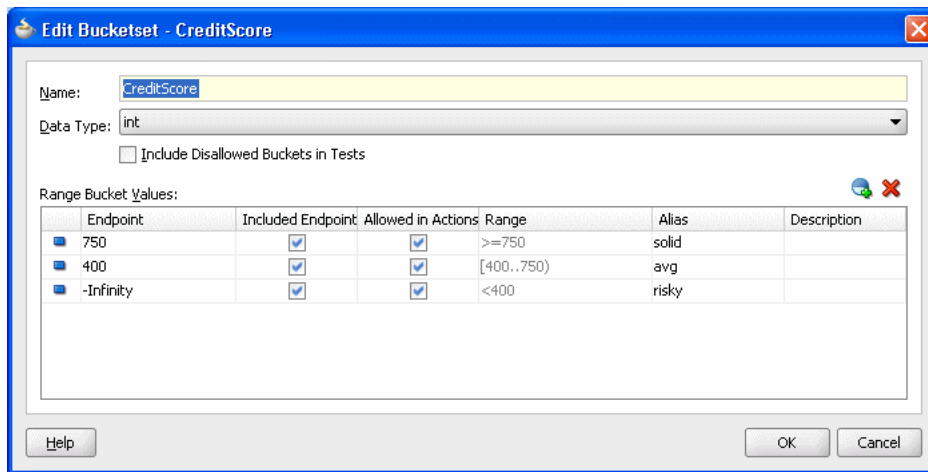 Edit Bucketset - CreditScore
Name: CreditScore
Data Type: int
Include Disallowed Buckets in Tests
Range Bucket Values:
Endpoint Included Endpoint Allowed in Actions Range Alias Description
750 >=750 solid
400 [400..750) avg
-Infinity <400 risky
Help OK Cancel